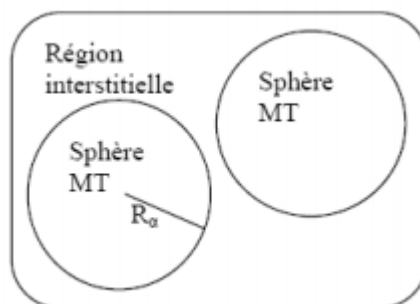 Région
interstitielle
Sphère
MT
Sphère
MT
Rα